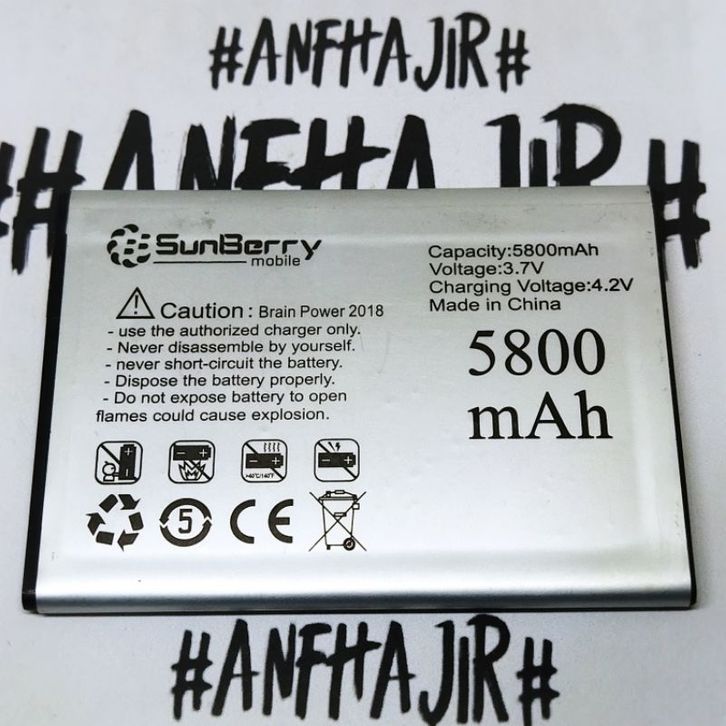 #ANFHAJIR#
#ANFHAJIR#
SunBerry
mobile
Capacity:5800mAh
Voltage:3.7V
Charging Voltage:4.2V
Made in China
Caution : Brain Power 2018
- use the authorized charger only.
- Never disassemble by yourself.
- never short-circuit the battery.
- Dispose the battery properly.
- Do not expose battery to open
flames could cause explosion.
5800
mAh
5
CE
#ANFHAJIR#